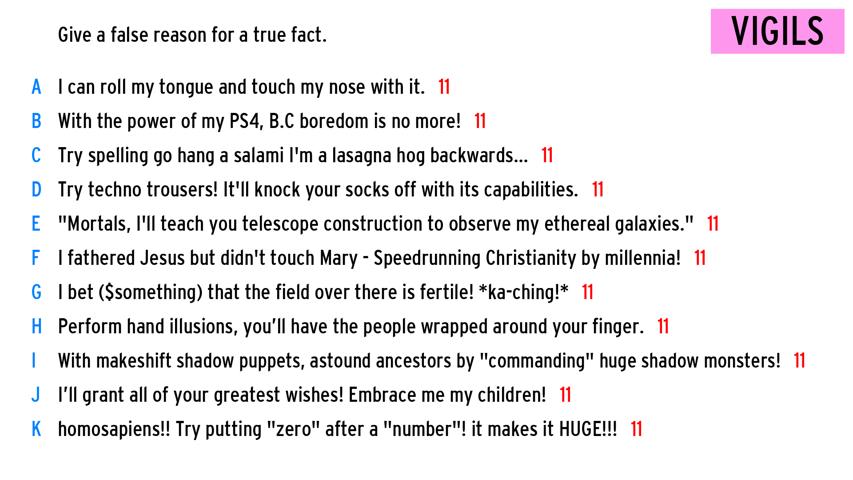 Give a false reason for a true fact.
VIGILS
A I can roll my tongue and touch my nose with it. 11
B With the power of my PS4, B.C boredom is no more! 11
C Try spelling go hang a salami I'm a lasagna hog backwards... 11
D Try techno trousers! It'll knock your socks off with its capabilities. 11
E "Mortals, I'll teach you telescope construction to observe my ethereal galaxies." 11
F I fathered Jesus but didn't touch Mary - Speedrunning Christianity by millennia! 11
G I bet ($something) that the field over there is fertile! *ka-ching!* 11
H Perform hand illusions, you’ll have the people wrapped around your finger. 11
I With makeshift shadow puppets, astound ancestors by "commanding" huge shadow monsters! 11
J I’ll grant all of your greatest wishes! Embrace me my children! 11
K homosapiens!! Try putting "zero" after a "number"! it makes it HUGE!!! 11